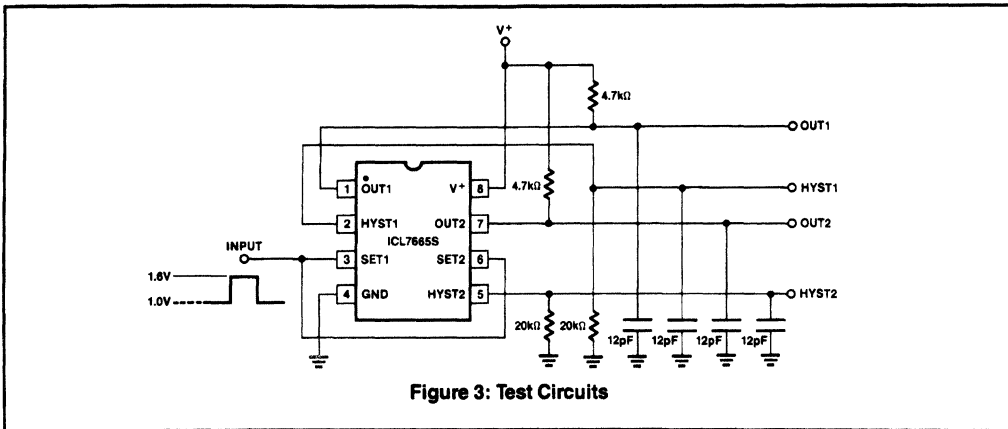 V+
4.7kΩ
OUT1
HYST1
1 OUT1 V+ 8
4.7kΩ
2 HYST1 OUT2 7
OUT2
ICL7665S
INPUT
3 SET1 SET2 6
1.6V
1.0V
4 GND HYST2 5
HYST2
20kΩ 20kΩ 12pF 12pF 12pF 12pF
Figure 3: Test Circuits